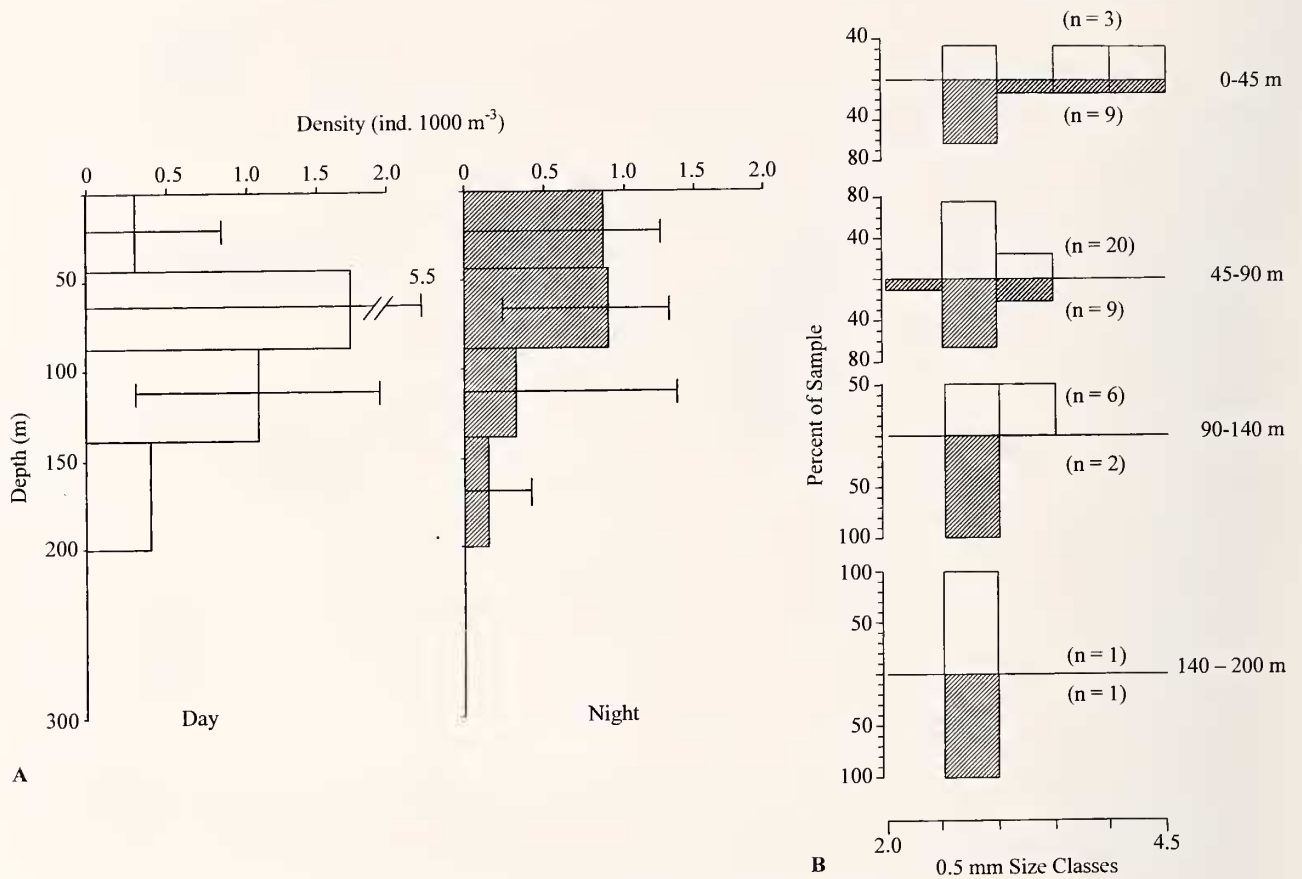 Density (ind. 1000 m⁻³)
0 0.5 1.0 1.5 2.0
0 0.5 1.0 1.5 2.0
5.5
50
100
150
200
300
Depth (m)
Day
Night
A
(n = 3)
40
0-45 m
40
(n = 9)
80
80
40
(n = 20)
45-90 m
40
(n = 9)
80
50
(n = 6)
90-140 m
(n = 2)
50
100
100
50
(n = 1)
140 – 200 m
(n = 1)
50
100
Percent of Sample
2.0 4.5
B 0.5 mm Size Classes